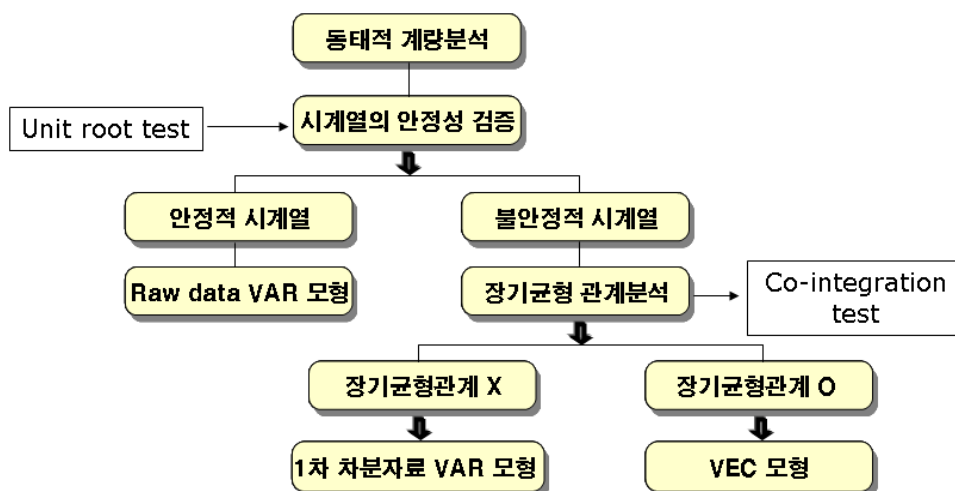 동태적 계량분석
Unit root test
시계열의 안정성 검증
안정적 시계열
불안정적 시계열
Raw data VAR 모형
장기균형 관계분석
Co-integration
test
장기균형관계 X
장기균형관계 O
1차 차분자료 VAR 모형
VEC 모형